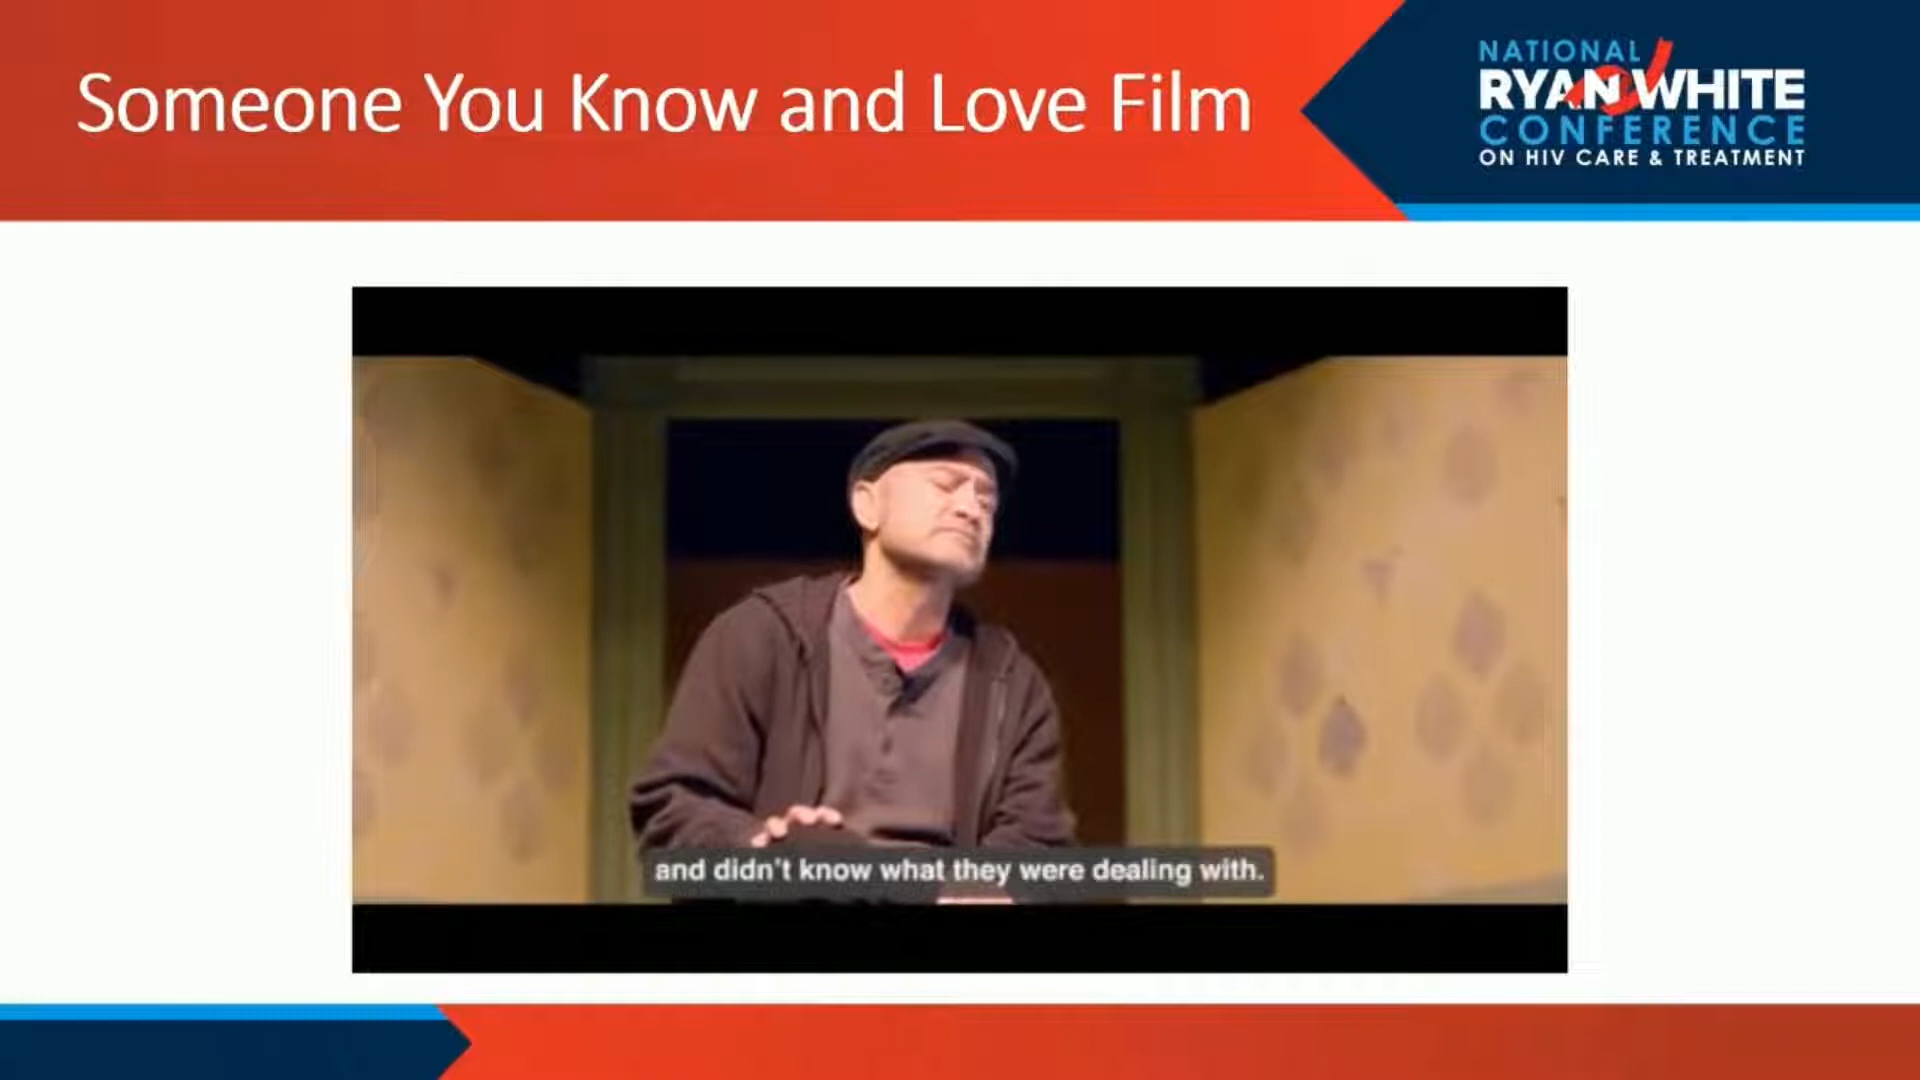 Someone You Know and Love Film
NATIONAL
RYAN WHITE
CONFERENCE
ON HIV CARE & TREATMENT
and didn't know what they were dealing with.